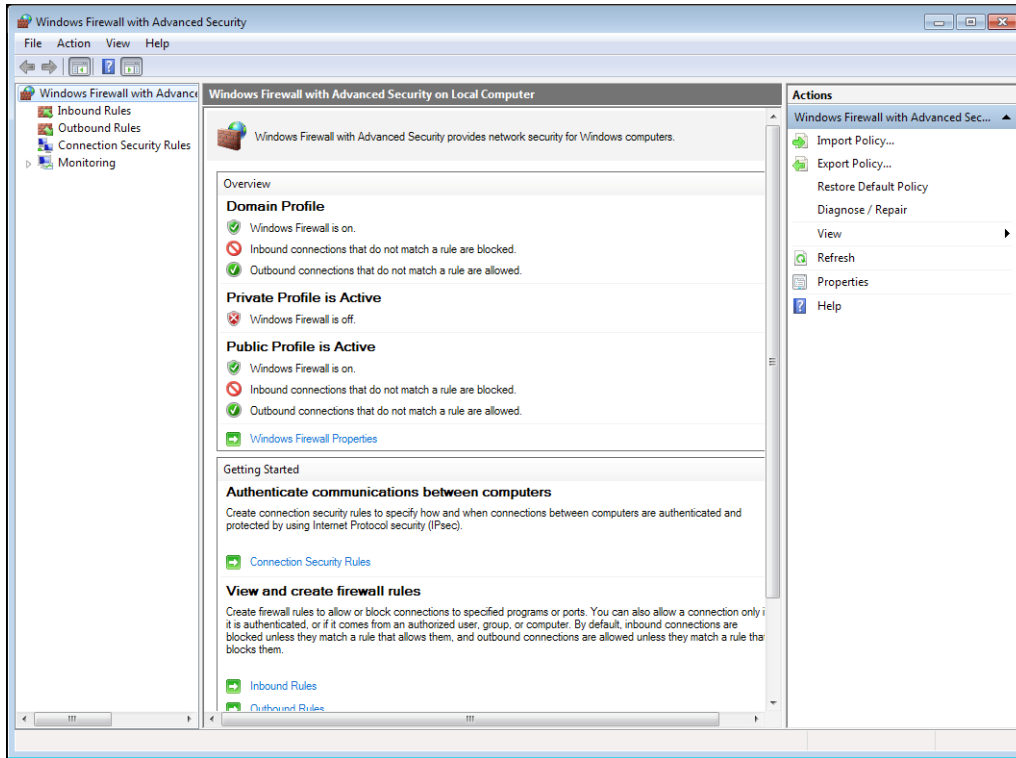 Windows Firewall with Advanced Security
File Action View Help
Windows Firewall with Advance
Inbound Rules
Outbound Rules
Connection Security Rules
Monitoring
Windows Firewall with Advanced Security on Local Computer
Windows Firewall with Advanced Security provides network security for Windows computers.
Overview
Domain Profile
Windows Firewall is on.
Inbound connections that do not match a rule are blocked.
Outbound connections that do not match a rule are allowed.
Private Profile is Active
Windows Firewall is off.
Public Profile is Active
Windows Firewall is on.
Inbound connections that do not match a rule are blocked.
Outbound connections that do not match a rule are allowed.
Windows Firewall Properties
Getting Started
Authenticate communications between computers
Create connection security rules to specify how and when connections between computers are authenticated and
protected by using Internet Protocol security (IPsec).
Connection Security Rules
View and create firewall rules
Create firewall rules to allow or block connections to specified programs or ports. You can also allow a connection only i
it is authenticated, or if it comes from an authorized user, group, or computer. By default, inbound connections are
blocked unless they match a rule that allows them, and outbound connections are allowed unless they match a rule tha
blocks them.
Inbound Rules
Outbound Rules
Actions
Windows Firewall with Advanced Sec...
Import Policy...
Export Policy...
Restore Default Policy
Diagnose / Repair
View
Refresh
Properties
Help